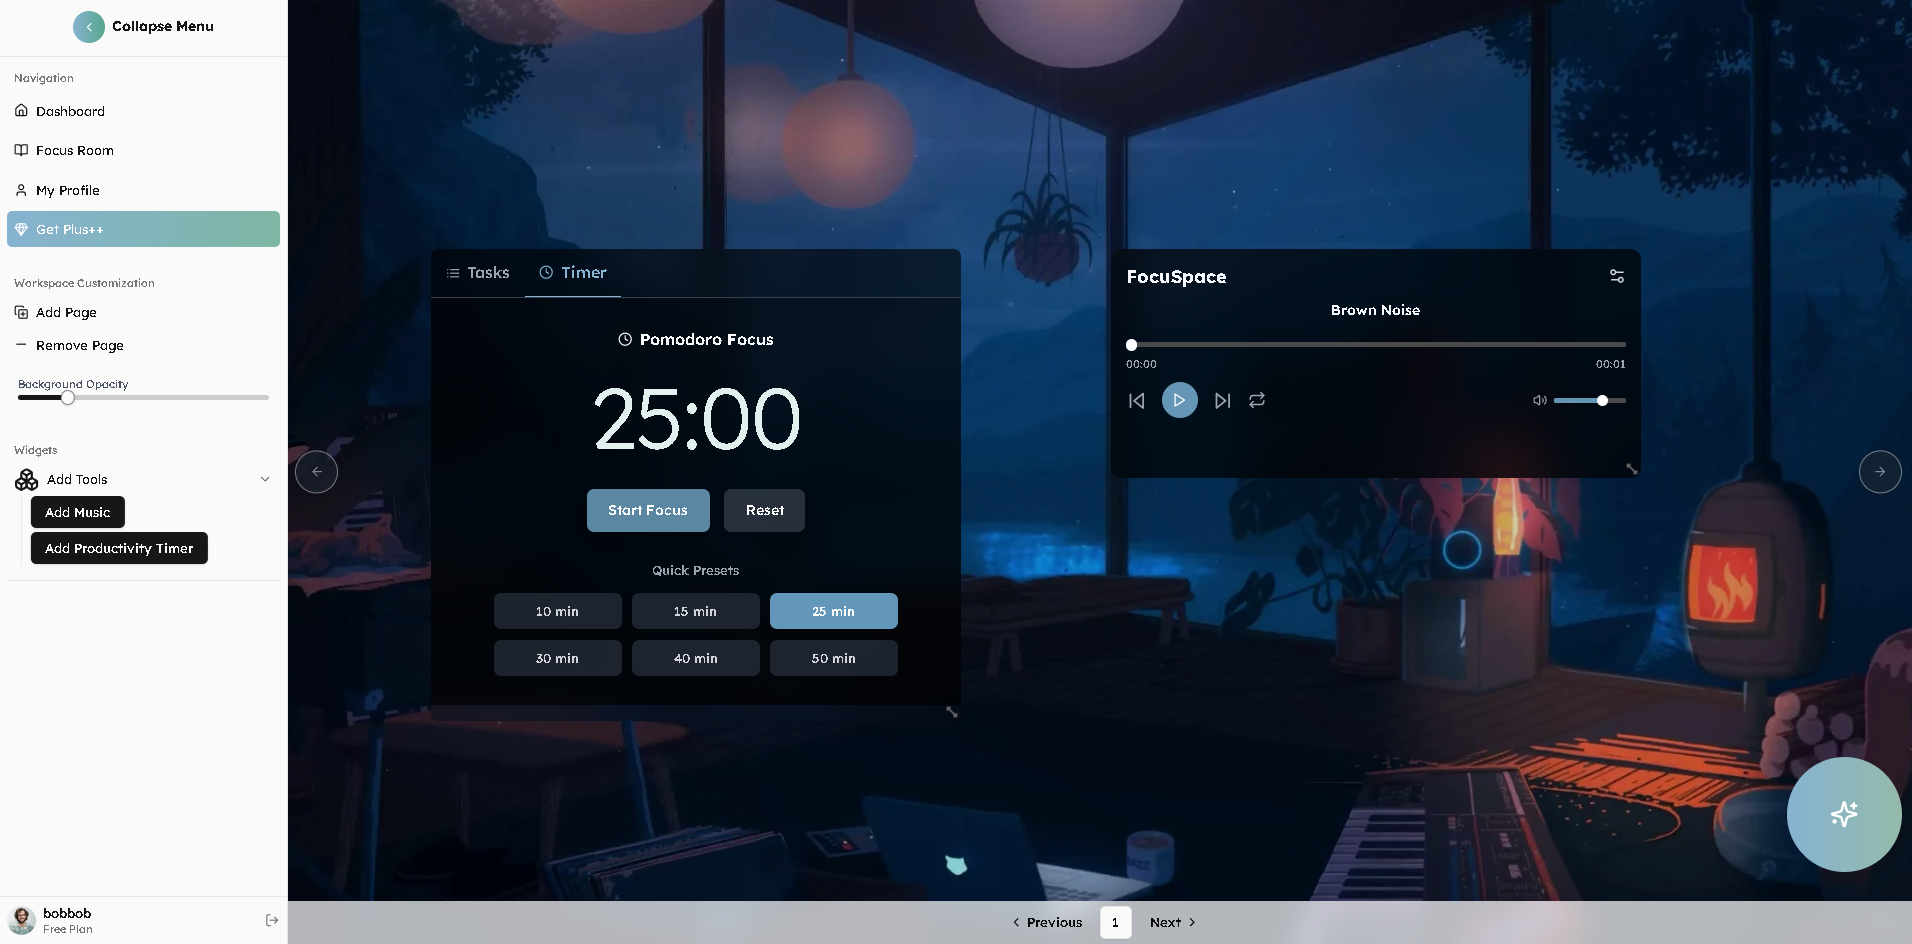 Collapse Menu
Navigation
Dashboard
Focus Room
My Profile
Get Plus++
Workspace Customization
Add Page
Remove Page
Background Opacity
Widgets
Add Tools
Add Music
Add Productivity Timer
bobbob
Free Plan
Tasks Timer
Pomodoro Focus
25:00
Start Focus Reset
Quick Presets
10 min 15 min 25 min
30 min 40 min 50 min
FocuSpace
Brown Noise
00:00 00:01
JAZZ
Previous 1 Next